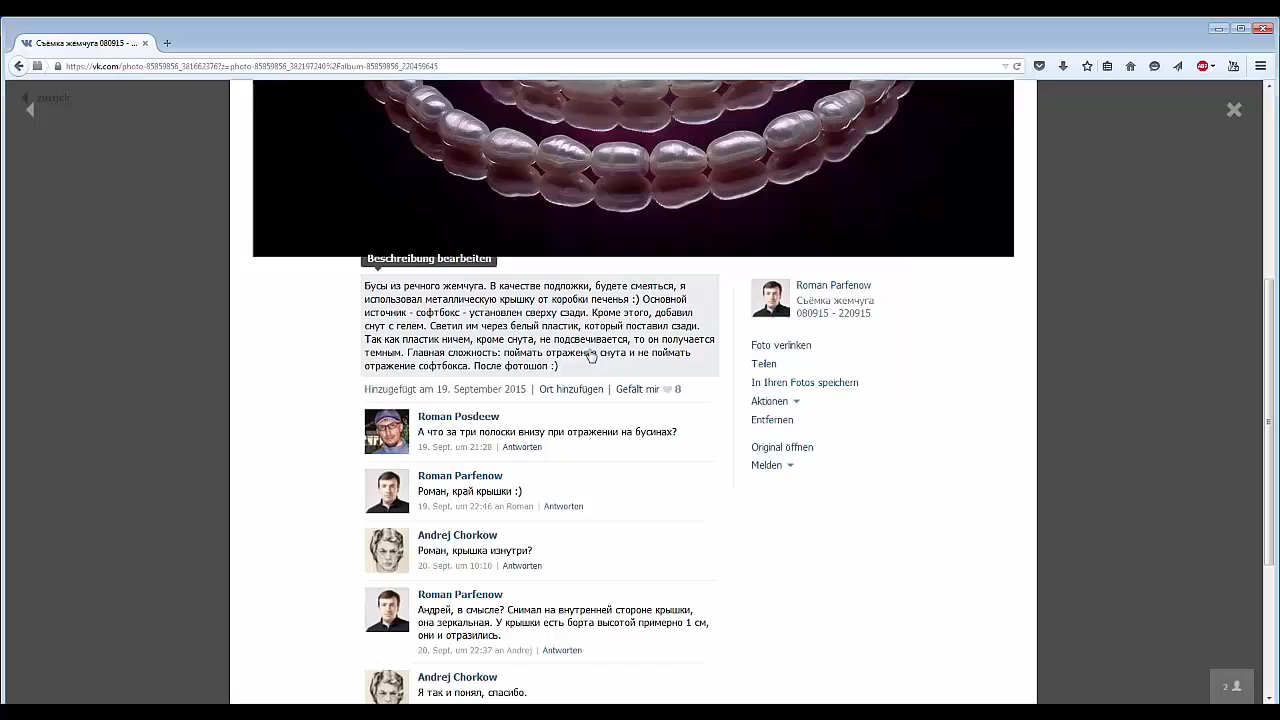 Съёмка жемчуга 080915 - ...
https://vk.com/photo-85859856_381662376?z=photo-85859856_382197240%2Falbum-85859856_220459645
ABP
zurück
Beschreibung bearbeiten
Бусы из речного жемчуга. В качестве подложки, будете смеяться, я
использовал металлическую крышку от коробки печенья :) Основной
источник - софтбокс - установлен сверху сзади. Кроме этого, добавил
снут с гелем. Светил им через белый пластик, который поставил сзади.
Так как пластик ничем, кроме снута, не подсвечивается, то он получается
темным. Главная сложность: поймать отражение снута и не поймать
отражение софтбокса. После фотошоп :)
Hinzugefügt am 19. September 2015 | Ort hinzufügen | Gefällt mir 8
Roman Posdeew
А что за три полоски внизу при отражении на бусинах?
19. Sept. um 21:28 | Antworten
Roman Parfenow
Роман, край крышки :)
19. Sept. um 22:46 an Roman | Antworten
Andrej Chorkow
Роман, крышка изнутри?
20. Sept. um 10:10 | Antworten
Roman Parfenow
Андрей, в смысле? Снимал на внутренней стороне крышки,
она зеркальная. У крышки есть борта высотой примерно 1 см,
они и отразились.
20. Sept. um 22:37 an Andrej | Antworten
Andrej Chorkow
Я так и понял, спасибо.
Roman Parfenow
Съёмка жемчуга
080915 - 220915
Foto verlinken
Teilen
In Ihren Fotos speichern
Aktionen
Entfernen
Original öffnen
Melden
2